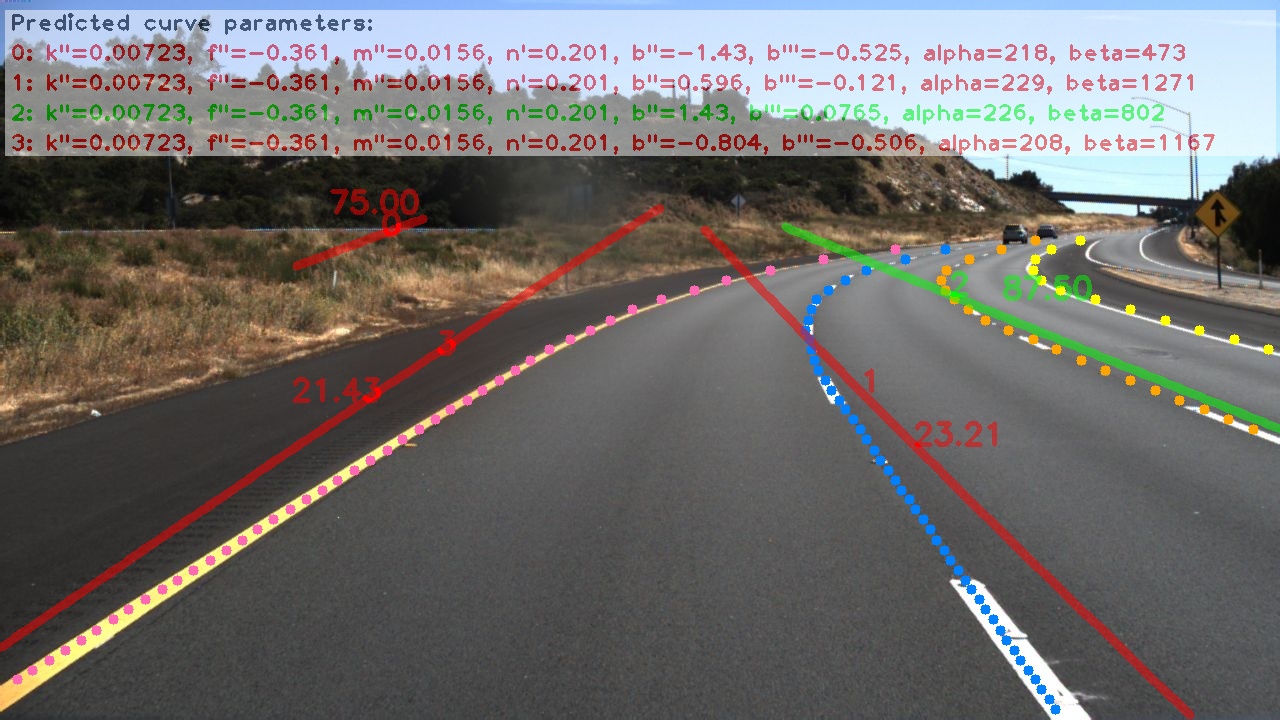 Predicted curve parameters:
0: k''=0.00723, f''=−0.361, m''=0.0156, n'=0.201, b''=−1.43, b'''=−0.525, alpha=218, beta=473
1: k''=0.00723, f''=−0.361, m''=0.0156, n'=0.201, b''=0.596, b'''=−0.121, alpha=229, beta=1271
2: k''=0.00723, f''=−0.361, m''=0.0156, n'=0.201, b''=1.43, b'''=0.0765, alpha=226, beta=802
3: k''=0.00723, f''=−0.361, m''=0.0156, n'=0.201, b''=−0.804, b'''=−0.506, alpha=208, beta=1167
75.00
0
2 87.50
3
1
21.43
23.21